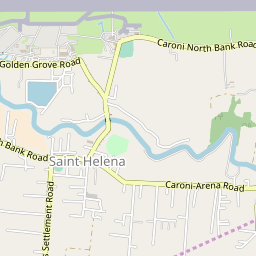 Caroni North Bank Road
Golden Grove Road
h Bank Road
Saint Helena
Caroni-Arena Road
s Settlement Road